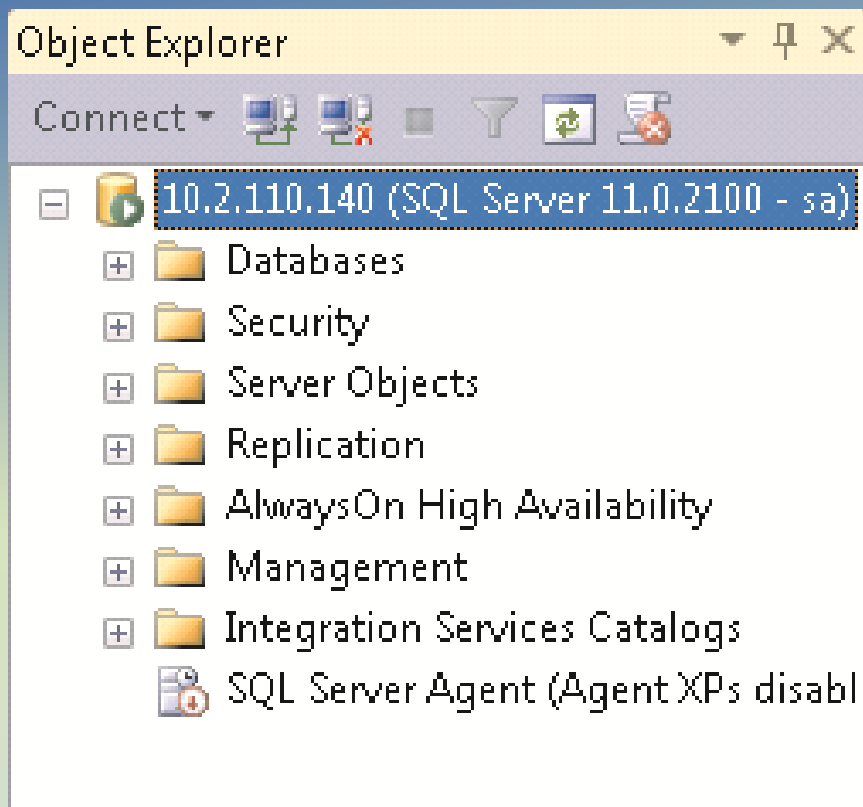 Object Explorer
Connect
10.2.110.140 (SQL Server 11.0.2100 - sa)
Databases
Security
Server Objects
Replication
AlwaysOn High Availability
Management
Integration Services Catalogs
SQL Server Agent (Agent XPs disabl